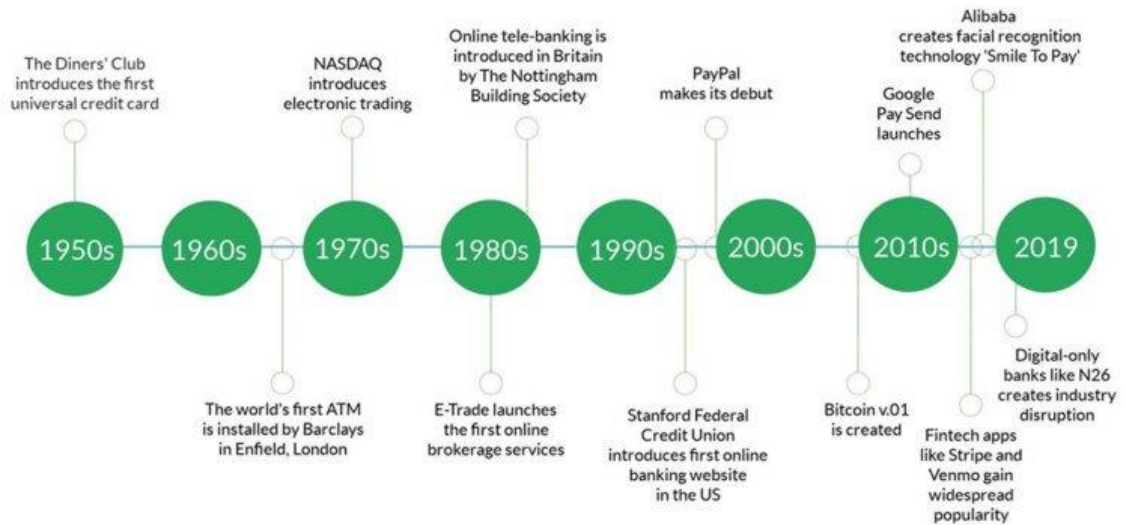 The Diners' Club
introduces the first
universal credit card
NASDAQ
introduces
electronic trading
Online tele-banking is
introduced in Britain
by The Nottingham
Building Society
PayPal
makes its debut
Google
Pay Send
launches
Alibaba
creates facial recognition
technology 'Smile To Pay'
1950s
1960s
1970s
1980s
1990s
2000s
2010s
2019
The world's first ATM
is installed by Barclays
in Enfield, London
E-Trade launches
the first online
brokerage services
Stanford Federal
Credit Union
introduces first online
banking website
in the US
Bitcoin v.01
is created
Fintech apps
like Stripe and
Venmo gain
widespread
popularity
Digital-only
banks like N26
creates industry
disruption